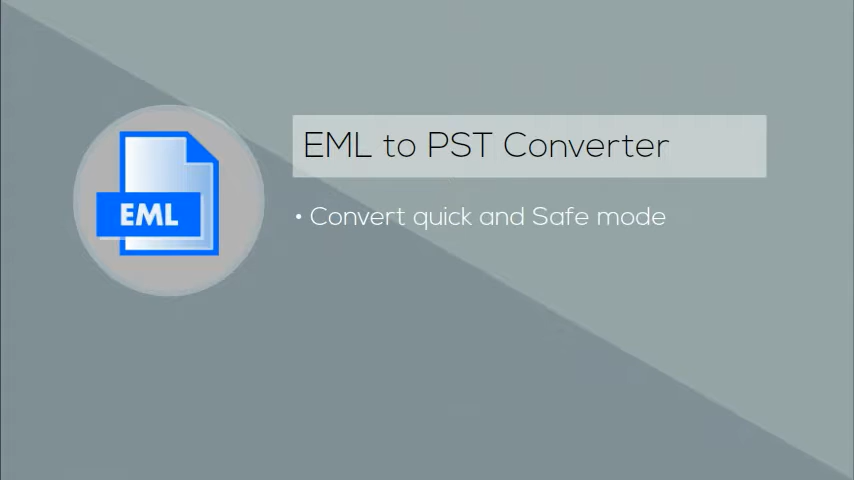 EML to PST Converter
EML
• Convert quick and Safe mode